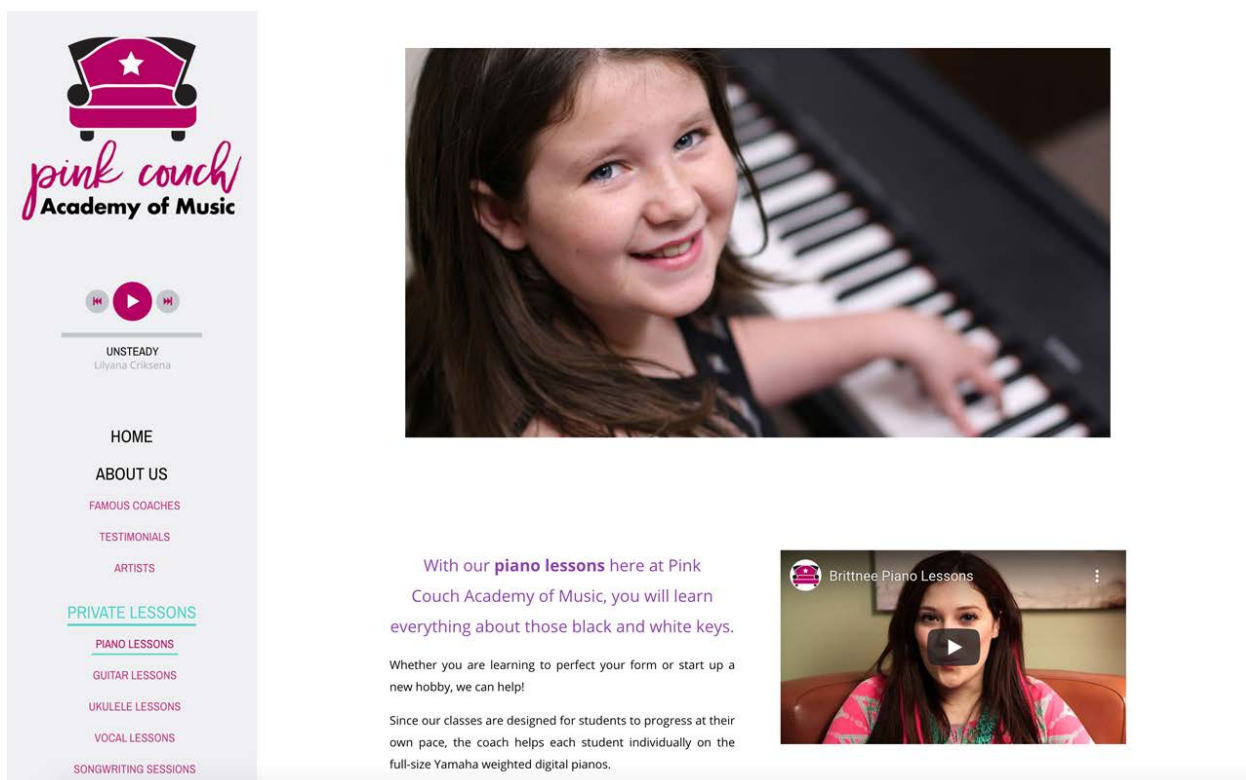 pink couch
Academy of Music
UNSTEADY
Lilyana Criksena
HOME
ABOUT US
FAMOUS COACHES
TESTIMONIALS
ARTISTS
PRIVATE LESSONS
PIANO LESSONS
GUITAR LESSONS
UKULELE LESSONS
VOCAL LESSONS
SONGWRITING SESSIONS
With our piano lessons here at Pink
Couch Academy of Music, you will learn
everything about those black and white keys.
Whether you are learning to perfect your form or start up a
new hobby, we can help!
Since our classes are designed for students to progress at their
own pace, the coach helps each student individually on the
full-size Yamaha weighted digital pianos.
Brittnee Piano Lessons